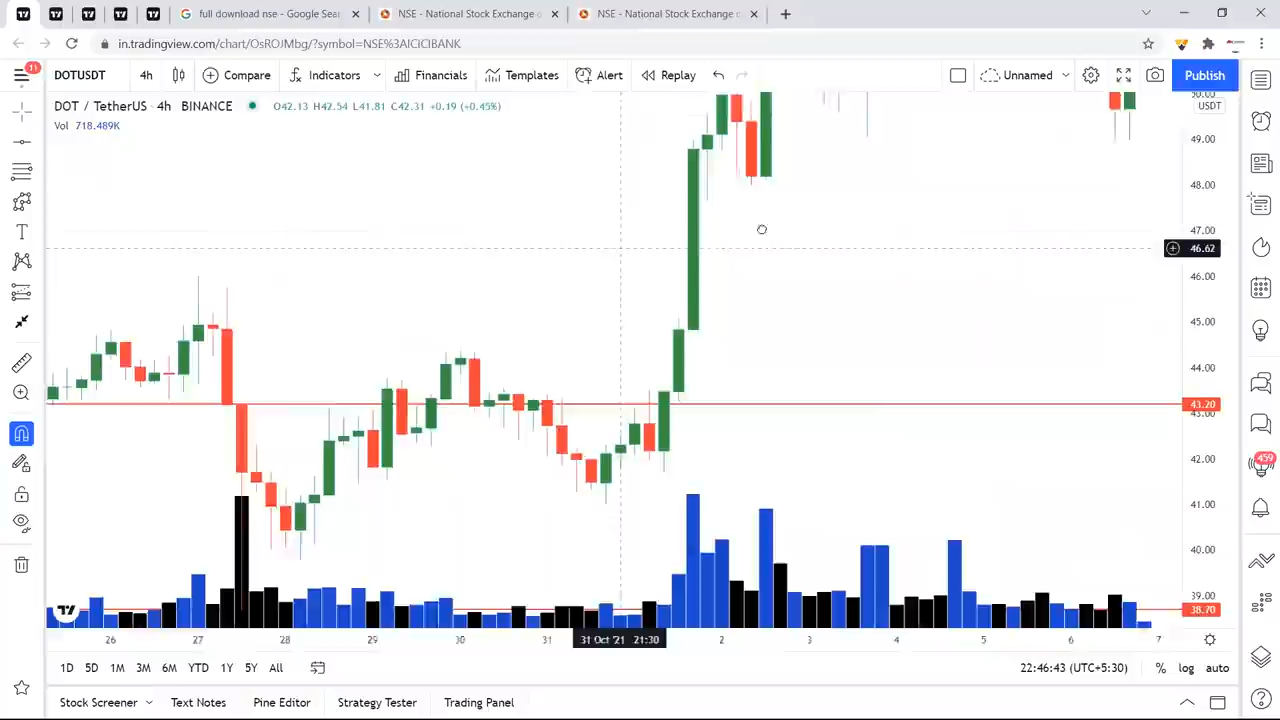 full download nse - Google Sear
NSE - National Stock Exchange o
NSE - National Stock Exchange o
in.tradingview.com/chart/OsROJMbg/?symbol=NSE%3AICICIBANK
11
DOTUSDT 4h Compare Indicators Financials Templates Alert Replay Unnamed Publish
DOT / TetherUS · 4h BINANCE O42.13 H42.54 L41.81 C42.31 +0.19 (+0.45%)
Vol 718.489K
50.00
USDT
49.00
48.00
47.00
46.62
46.00
45.00
44.00
43.20
43.00
42.00
459
41.00
40.00
39.00
38.70
26 27 28 29 30 31 31 Oct '21 21:30 2 3 4 5 6 7
1D 5D 1M 3M 6M YTD 1Y 5Y All 22:46:43 (UTC+5:30) % log auto
Stock Screener Text Notes Pine Editor Strategy Tester Trading Panel